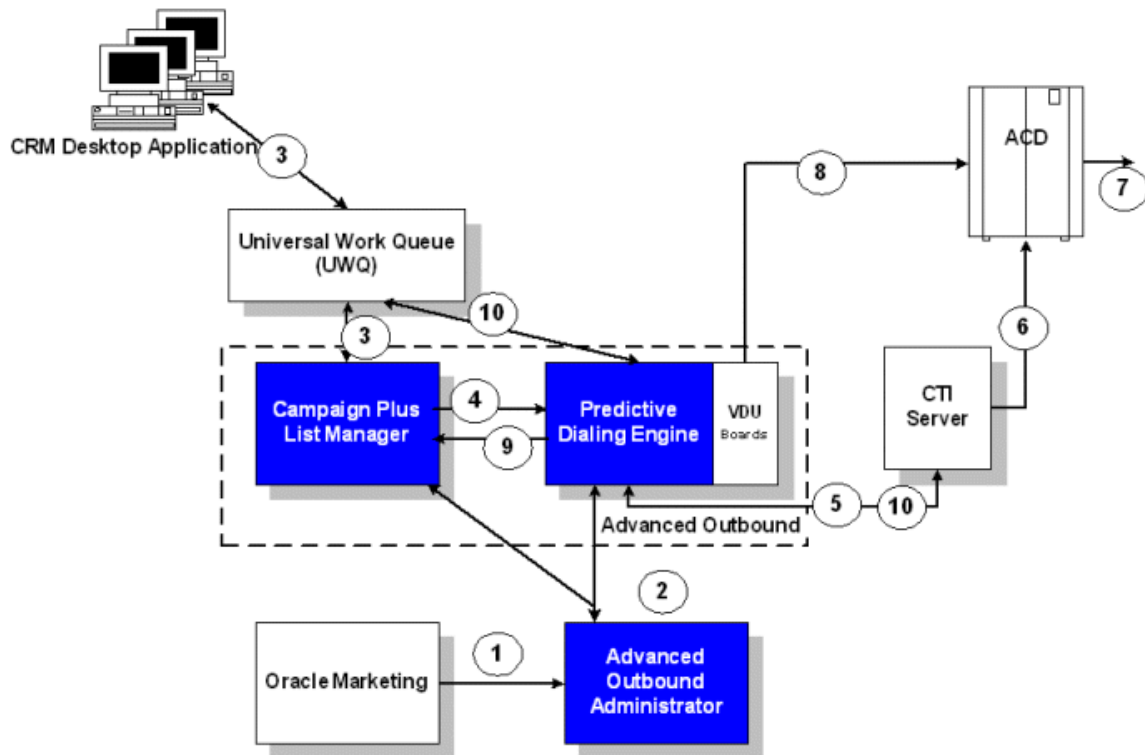 CRM Desktop Application
3
Universal Work Queue
(UWQ)
8
ACD
7
10
3
6
Campaign Plus
List Manager
4
9
Predictive
Dialing Engine
VDU
Boards
CTI
Server
5
10
Advanced Outbound
2
Oracle Marketing
1
Advanced
Outbound
Administrator